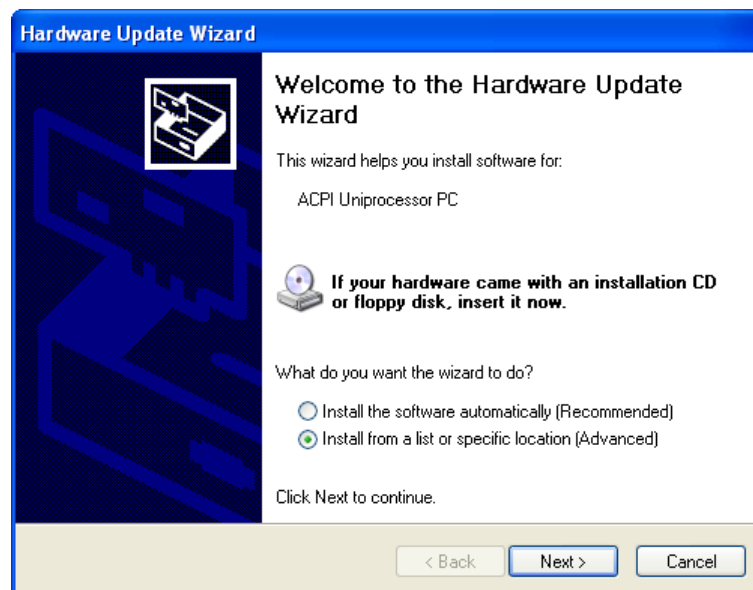 Hardware Update Wizard
Welcome to the Hardware Update
Wizard
This wizard helps you install software for:
ACPI Uniprocessor PC
If your hardware came with an installation CD
or floppy disk, insert it now.
What do you want the wizard to do?
Install the software automatically (Recommended)
Install from a list or specific location (Advanced)
Click Next to continue.
< Back Next > Cancel